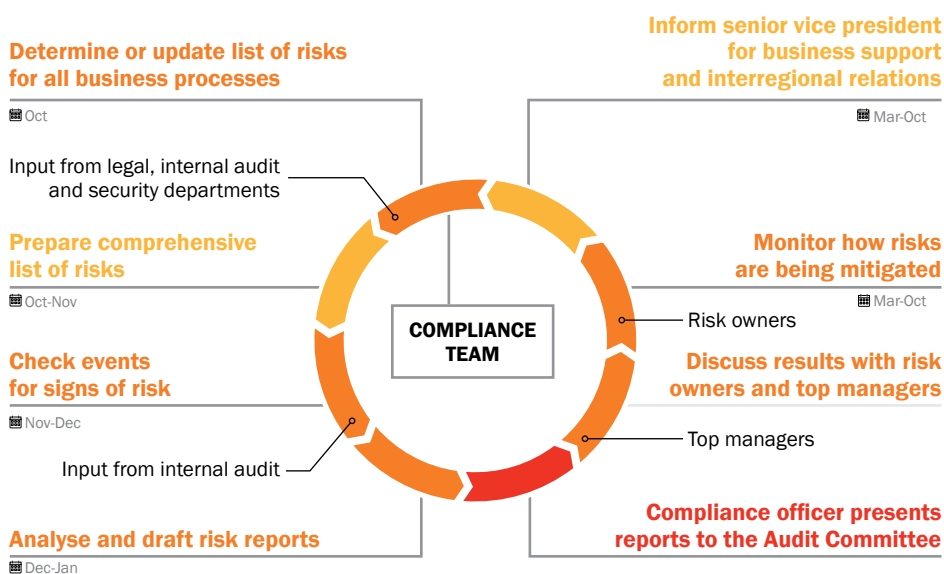 Determine or update list of risks
for all business processes
Oct
Input from legal, internal audit
and security departments
Prepare comprehensive
list of risks
Oct-Nov
Check events
for signs of risk
Nov-Dec
Input from internal audit
Analyse and draft risk reports
Dec-Jan
COMPLIANCE
TEAM
Inform senior vice president
for business support
and interregional relations
Mar-Oct
Monitor how risks
are being mitigated
Mar-Oct
Risk owners
Discuss results with risk
owners and top managers
Top managers
Compliance officer presents
reports to the Audit Committee